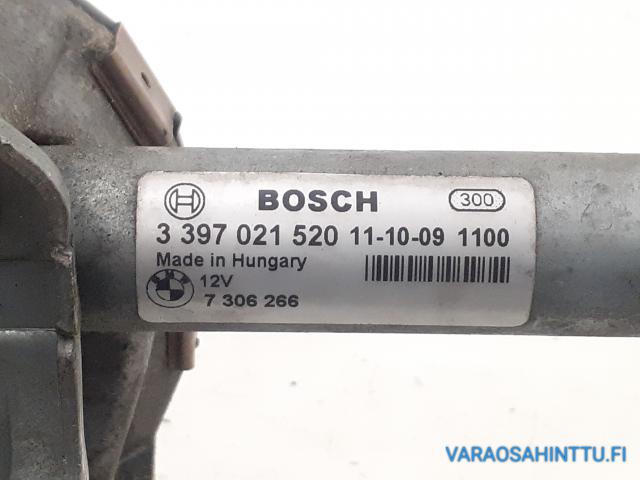 BOSCH 300
3 397 021 520 11-10-09 1100
Made in Hungary
12V
BMW
7 306 266
VARAOSAHINTTU.FI